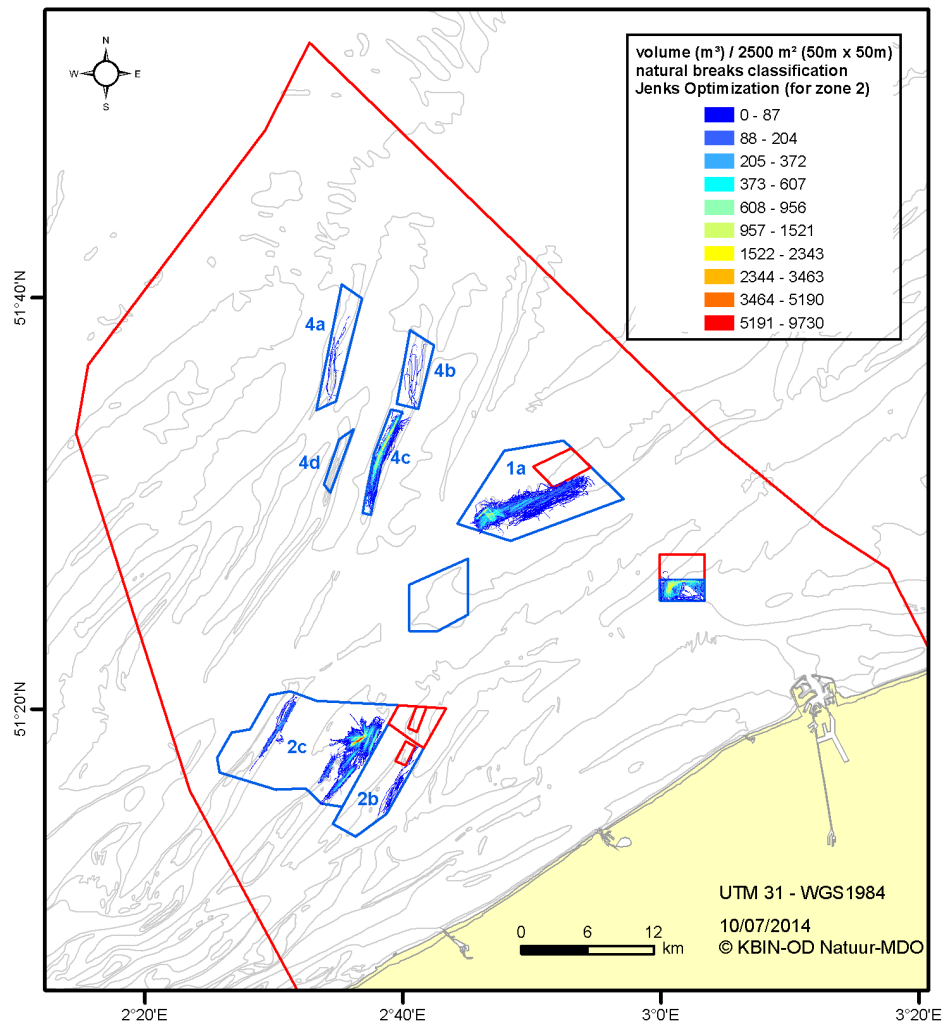 N
W E
S
volume (m³) / 2500 m² (50m x 50m)
natural breaks classification
Jenks Optimization (for zone 2)
0 - 87
88 - 204
205 - 372
373 - 607
608 - 956
957 - 1521
1522 - 2343
2344 - 3463
3464 - 5190
5191 - 9730
51°40'N
4a
4b
4d
4c
1a
51°20'N
2c
2b
UTM 31 - WGS1984
10/07/2014
© KBIN-OD Natuur-MDO
0 6 12
km
2°20'E
2°40'E
3°0'E
3°20'E